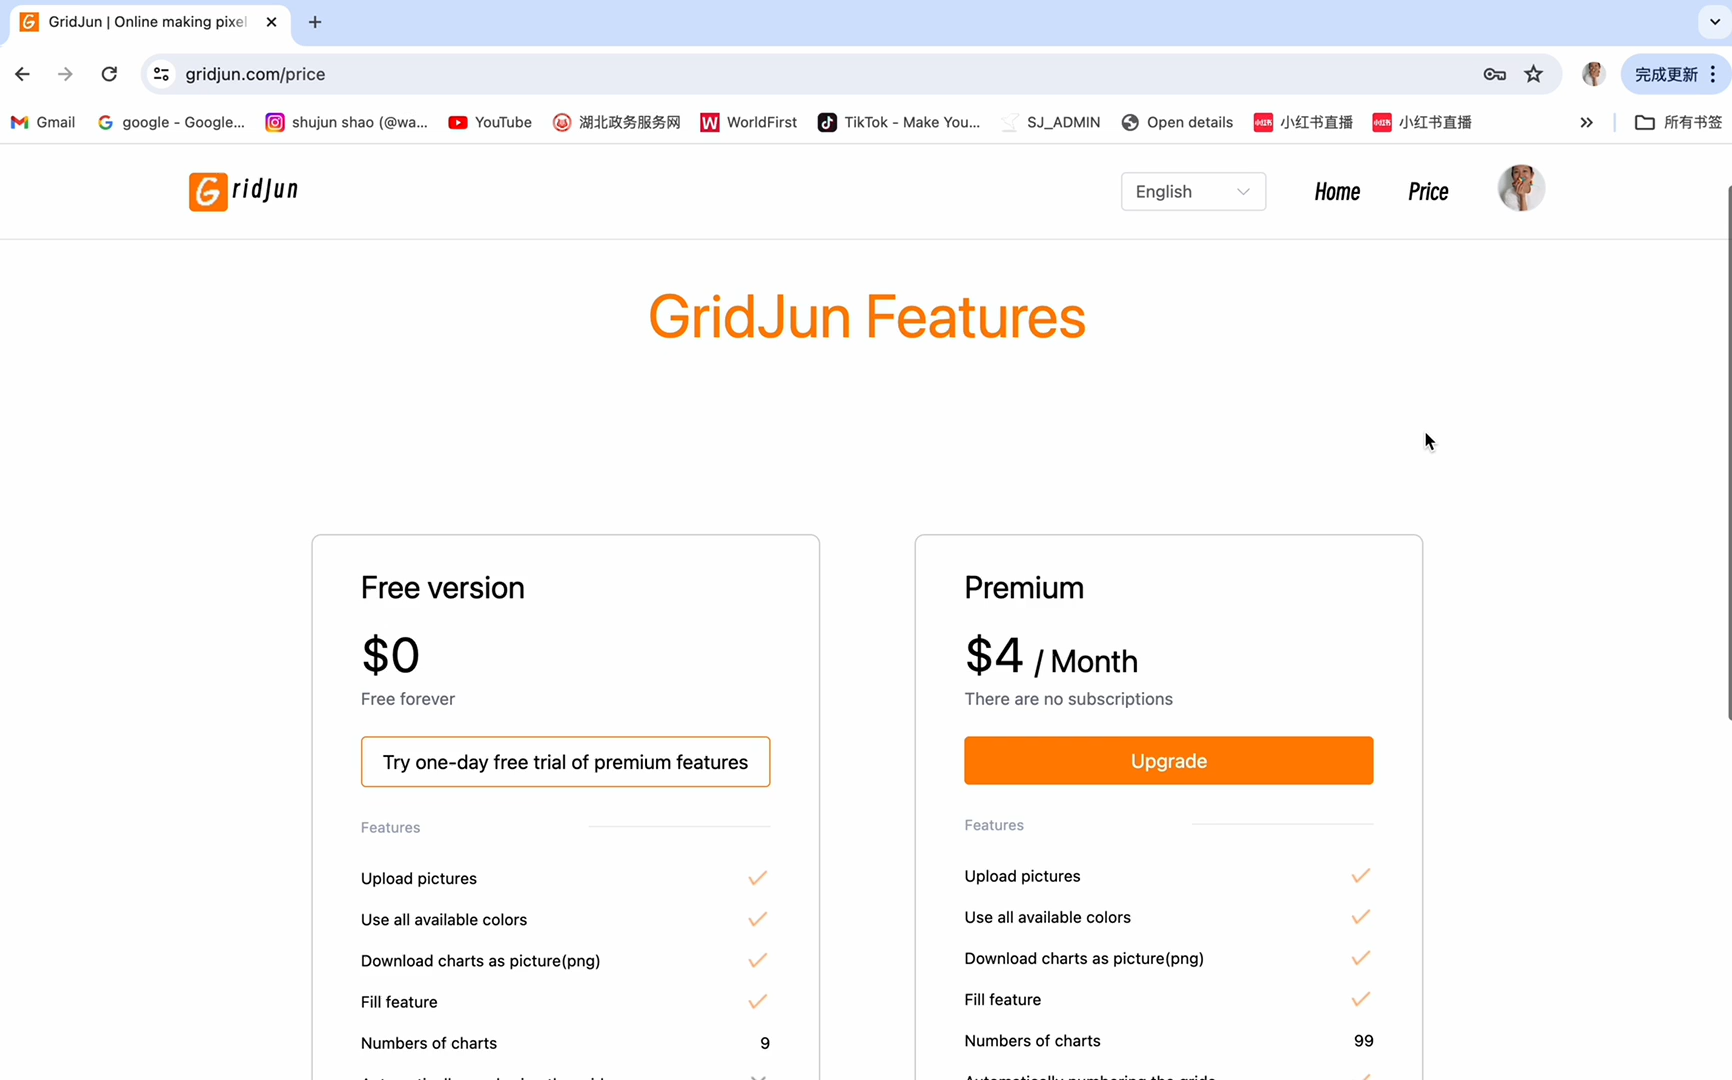 GridJun | Online making pixel
gridjun.com/price
完成更新
Gmail
google - Google...
shujun shao (@wa...
YouTube
湖北政务服务网
WorldFirst
TikTok - Make You...
SJ_ADMIN
Open details
小红书直播
小红书直播
所有书签
GridJun
English
Home
Price
GridJun Features
Free version
$0
Free forever
Try one-day free trial of premium features
Features
Upload pictures
Use all available colors
Download charts as picture(png)
Fill feature
Numbers of charts 9
Premium
$4 / Month
There are no subscriptions
Upgrade
Features
Upload pictures
Use all available colors
Download charts as picture(png)
Fill feature
Numbers of charts 99
Automatically numbering the grids